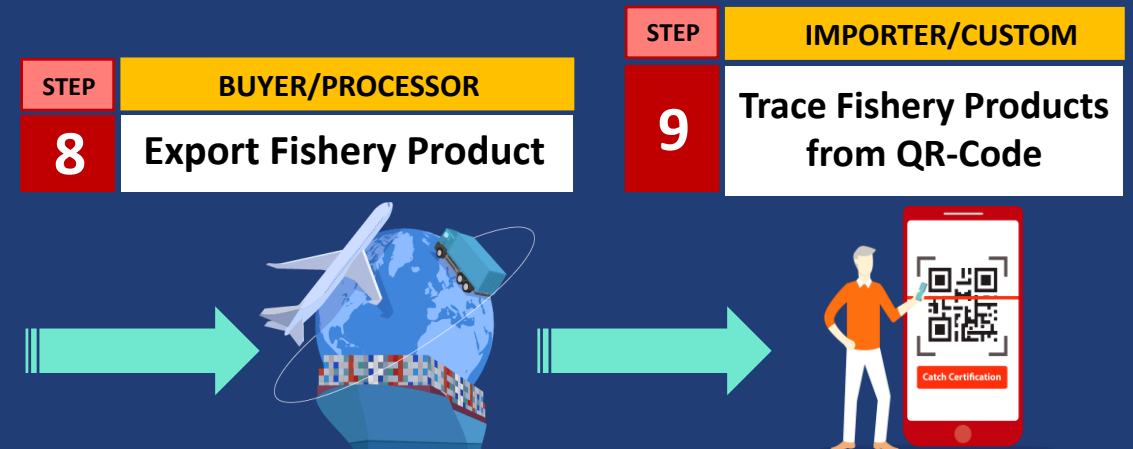 STEP
BUYER/PROCESSOR
8
Export Fishery Product
STEP
IMPORTER/CUSTOM
9
Trace Fishery Products
from QR-Code
Catch Certification